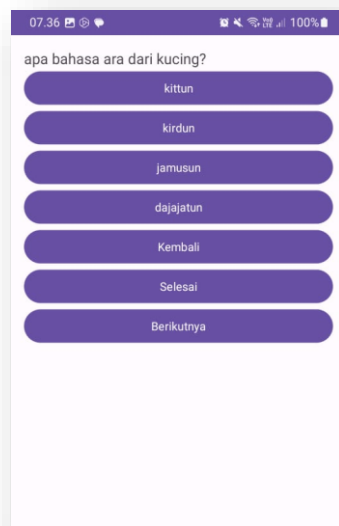 07.36 100%
apa bahasa ara dari kucing?
kittun
kirdun
jamusun
dajajatun
Kembali
Selesai
Berikutnya